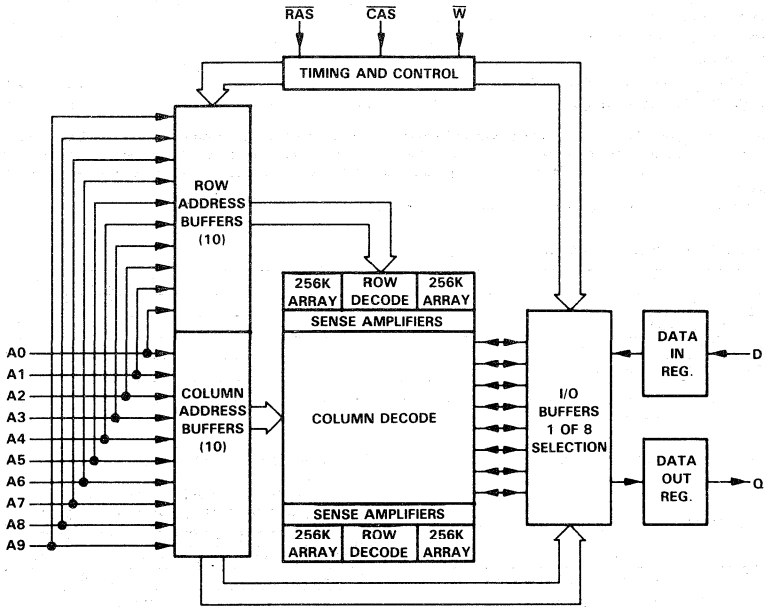 RAS CAS W
TIMING AND CONTROL
ROW
ADDRESS
BUFFERS
(10)
256K
ARRAY
ROW
DECODE
256K
ARRAY
SENSE AMPLIFIERS
A0
A1
A2
A3
A4
A5
A6
A7
A8
A9
COLUMN
ADDRESS
BUFFERS
(10)
COLUMN DECODE
I/O
BUFFERS
1 OF 8
SELECTION
DATA
IN
REG.
D
DATA
OUT
REG.
Q
SENSE AMPLIFIERS
256K
ARRAY
ROW
DECODE
256K
ARRAY